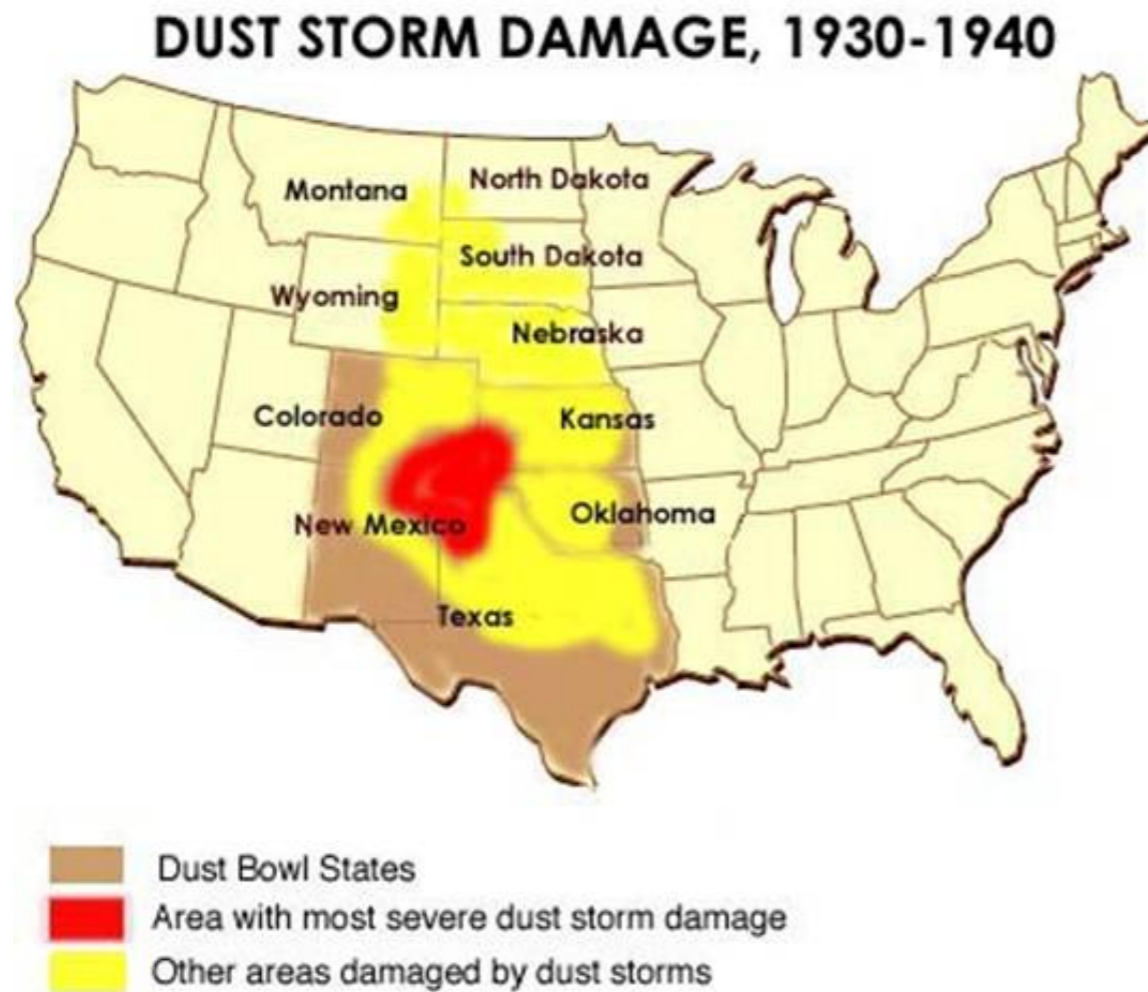 DUST STORM DAMAGE, 1930-1940
Montana
North Dakota
South Dakota
Wyoming
Nebraska
Colorado
Kansas
New Mexico
Oklahoma
Texas
Dust Bowl States
Area with most severe dust storm damage
Other areas damaged by dust storms